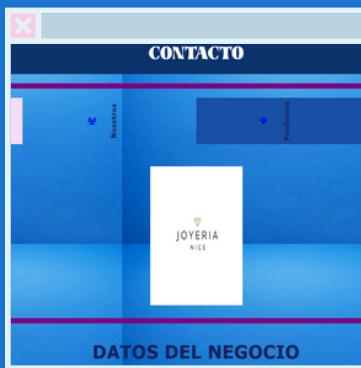 CONTACTO
Nosotros
Productos
JOYERIA
NICE
DATOS DEL NEGOCIO